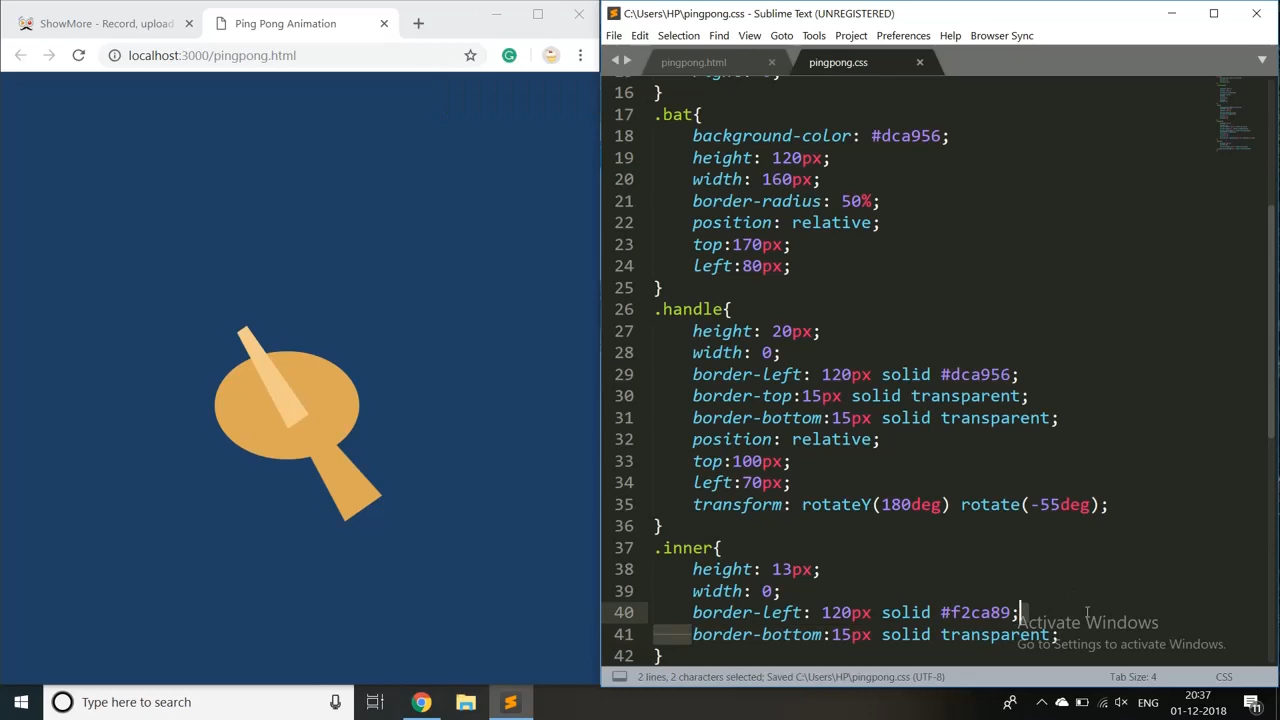 ShowMore - Record, upload
Ping Pong Animation
localhost:3000/pingpong.html
C:\Users\HP\pingpong.css - Sublime Text (UNREGISTERED)
File Edit Selection Find View Goto Tools Project Preferences Help Browser Sync
pingpong.html
pingpong.css
16 }
17 .bat{
18 background-color: #dca956;
19 height: 120px;
20 width: 160px;
21 border-radius: 50%;
22 position: relative;
23 top:170px;
24 left:80px;
25 }
26 .handle{
27 height: 20px;
28 width: 0;
29 border-left: 120px solid #dca956;
30 border-top:15px solid transparent;
31 border-bottom:15px solid transparent;
32 position: relative;
33 top:100px;
34 left:70px;
35 transform: rotateY(180deg) rotate(-55deg);
36 }
37 .inner{
38 height: 13px;
39 width: 0;
40 border-left: 120px solid #f2ca89;
41 border-bottom:15px solid transparent;
42 }
Activate Windows
Go to Settings to activate Windows.
2 lines, 2 characters selected; Saved C:\Users\HP\pingpong.css (UTF-8)
Tab Size: 4
CSS
Type here to search
ENG
20:37
01-12-2018
11